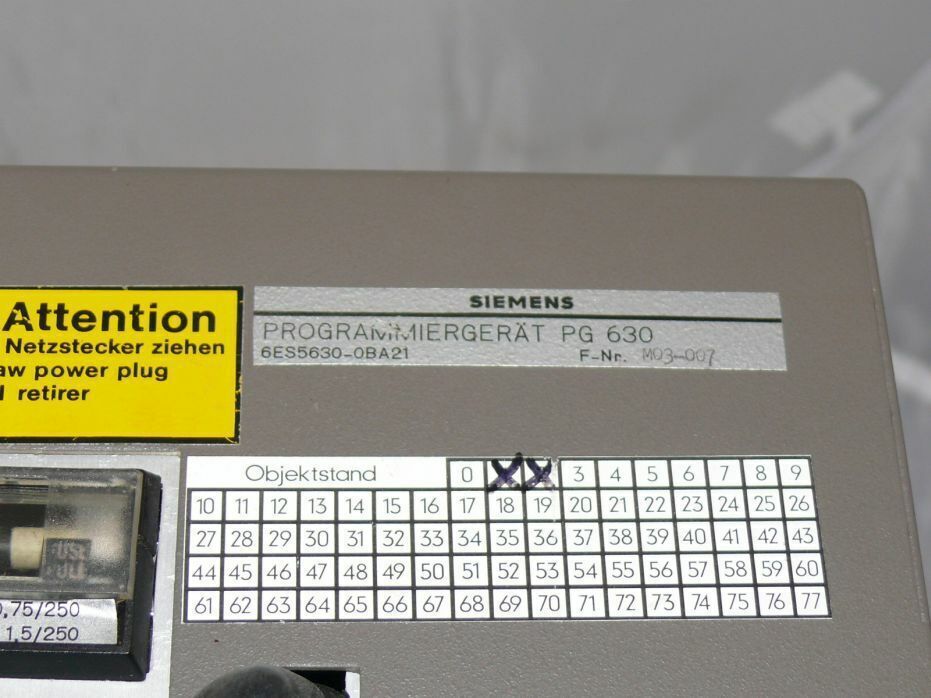 Attention
Netzstecker ziehen
aw power plug
retirer
SIEMENS
PROGRAMMIERGERÄT PG 630
6ES5630-0BA21 F-Nr. M03-007
Objektstand 0 3 4 5 6 7 8 9
10 11 12 13 14 15 16 17 18 19 20 21 22 23 24 25 26
27 28 29 30 31 32 33 34 35 36 37 38 39 40 41 42 43
44 45 46 47 48 49 50 51 52 53 54 55 56 57 58 59 60
61 62 63 64 65 66 67 68 69 70 71 72 73 74 75 76 77
0,75/250
1,5/250